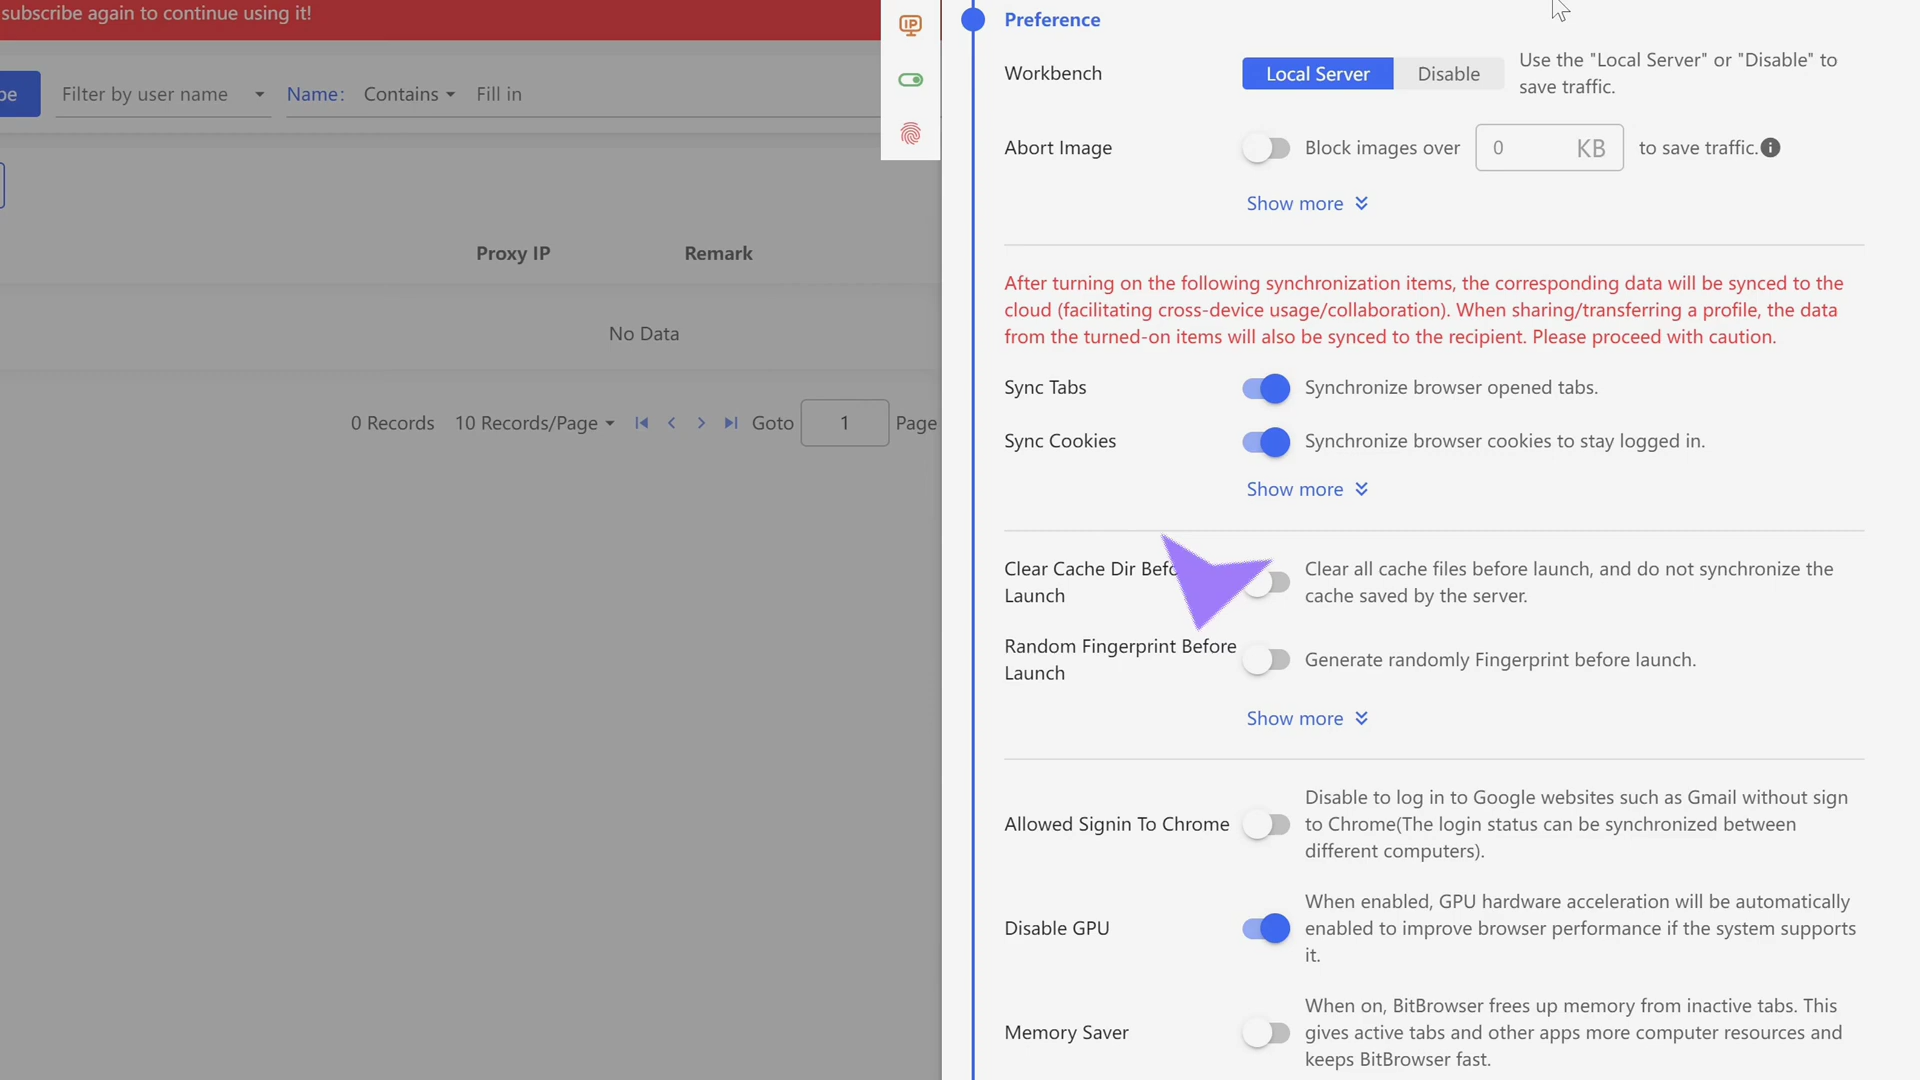 subscribe again to continue using it!
be
Filter by user name
Name:
Contains
Fill in
Proxy IP
Remark
No Data
0 Records
10 Records/Page
Goto
1
Page
IP
Preference
Workbench
Local Server
Disable
Use the "Local Server" or "Disable" to
save traffic.
Abort Image
Block images over
0
KB
to save traffic.
Show more
After turning on the following synchronization items, the corresponding data will be synced to the
cloud (facilitating cross-device usage/collaboration). When sharing/transferring a profile, the data
from the turned-on items will also be synced to the recipient. Please proceed with caution.
Sync Tabs
Synchronize browser opened tabs.
Sync Cookies
Synchronize browser cookies to stay logged in.
Show more
Clear Cache Dir Befo
Launch
Clear all cache files before launch, and do not synchronize the
cache saved by the server.
Random Fingerprint Before
Launch
Generate randomly Fingerprint before launch.
Show more
Allowed Signin To Chrome
Disable to log in to Google websites such as Gmail without sign
to Chrome(The login status can be synchronized between
different computers).
Disable GPU
When enabled, GPU hardware acceleration will be automatically
enabled to improve browser performance if the system supports
it.
Memory Saver
When on, BitBrowser frees up memory from inactive tabs. This
gives active tabs and other apps more computer resources and
keeps BitBrowser fast.